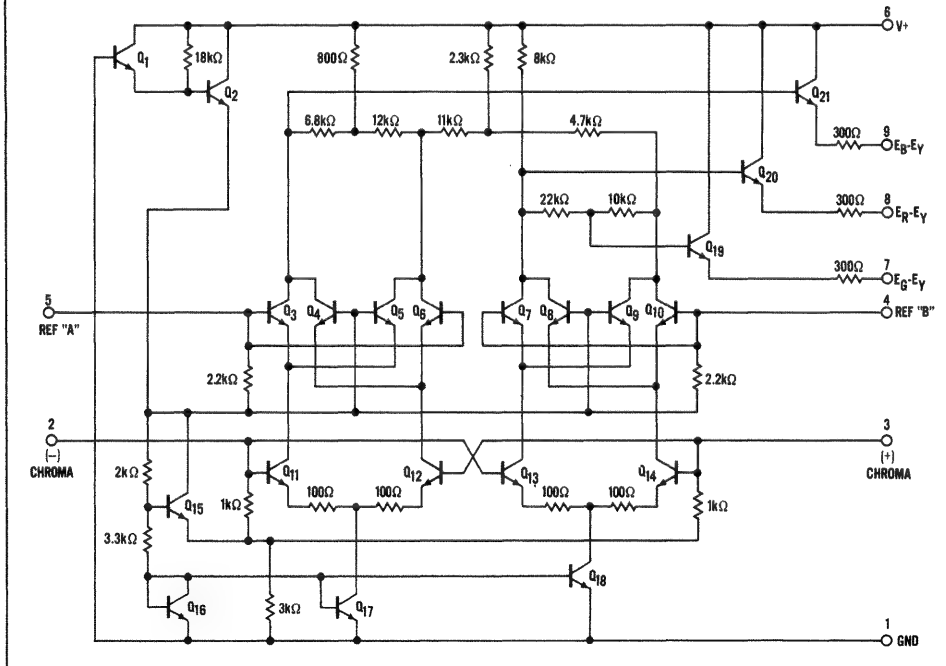 6
V+
Q1
18kΩ
Q2
800Ω
2.3kΩ
8kΩ
Q21
6.8kΩ
12kΩ
11kΩ
4.7kΩ
300Ω
9
EB-EY
Q20
22kΩ
10kΩ
300Ω
8
ER-EY
Q19
300Ω
7
EG-EY
5
REF "A"
Q3
Q4
Q5
Q6
Q7
Q8
Q9
Q10
4
REF "B"
2.2kΩ
2.2kΩ
2
(-)
CHROMA
3
(+)
CHROMA
2kΩ
Q11
Q12
Q13
Q14
1kΩ
100Ω
100Ω
100Ω
100Ω
1kΩ
Q15
3.3kΩ
Q16
3kΩ
Q17
Q18
1
GND